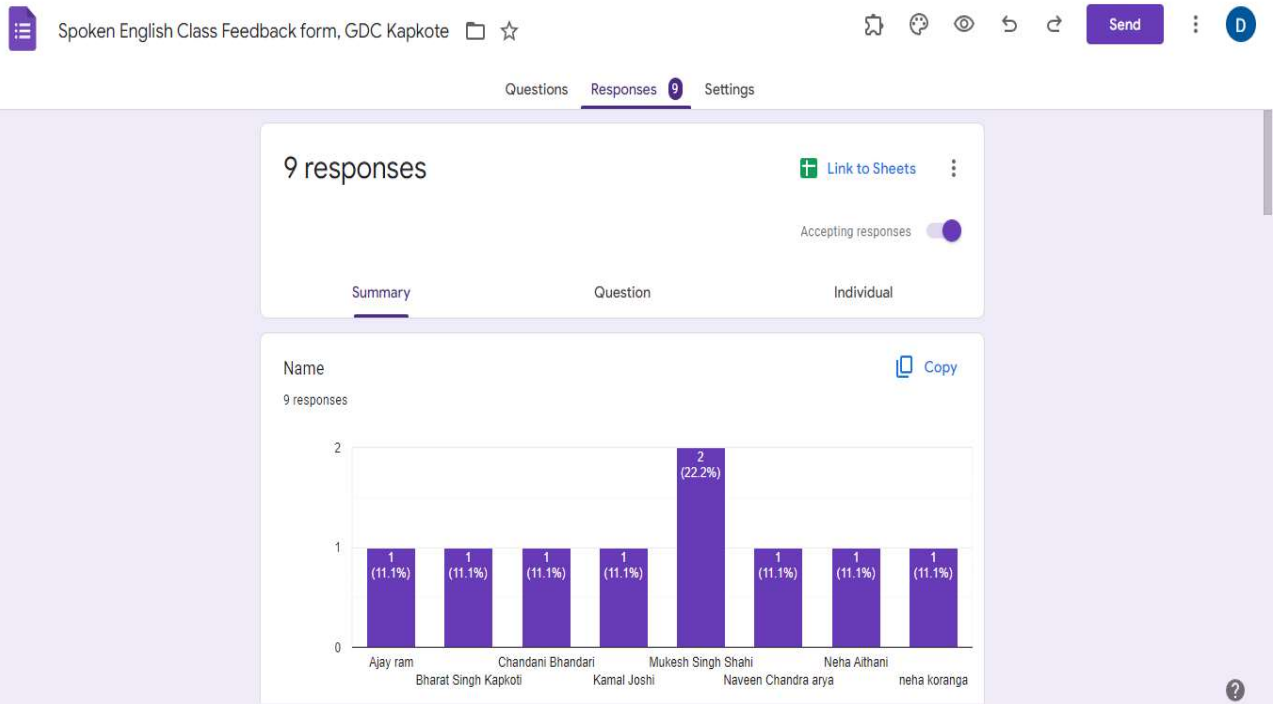 Spoken English Class Feedback form, GDC Kapkote
Send
D
Questions Responses 9 Settings
9 responses
Link to Sheets
Accepting responses
Summary Question Individual
Name
Copy
9 responses
2
2
(22.2%)
1
1 1 1 1 1 1 1
(11.1%) (11.1%) (11.1%) (11.1%) (11.1%) (11.1%) (11.1%)
0
Ajay ram Chandani Bhandari Mukesh Singh Shahi Neha Aithani
Bharat Singh Kapkoti Kamal Joshi Naveen Chandra arya neha koranga
?